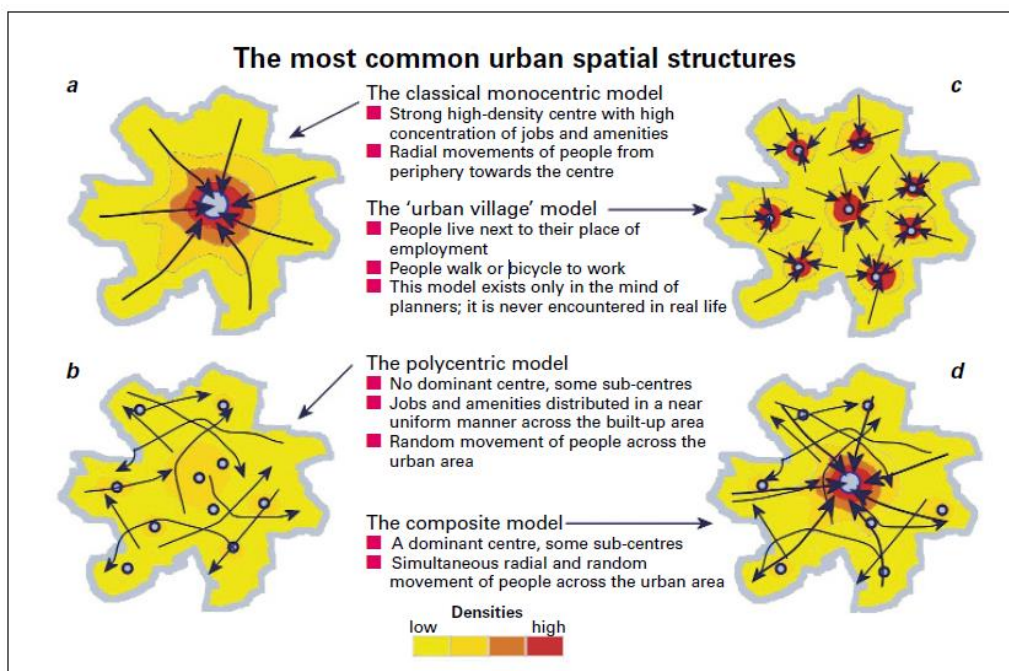 The most common urban spatial structures
a
The classical monocentric model
Strong high-density centre with high
concentration of jobs and amenities
Radial movements of people from
periphery towards the centre
c
The ‘urban village’ model
People live next to their place of
employment
People walk or bicycle to work
This model exists only in the mind of
planners; it is never encountered in real life
b
The polycentric model
No dominant centre, some sub-centres
Jobs and amenities distributed in a near
uniform manner across the built-up area
Random movement of people across the
urban area
d
The composite model
A dominant centre, some sub-centres
Simultaneous radial and random
movement of people across the urban area
Densities
low high